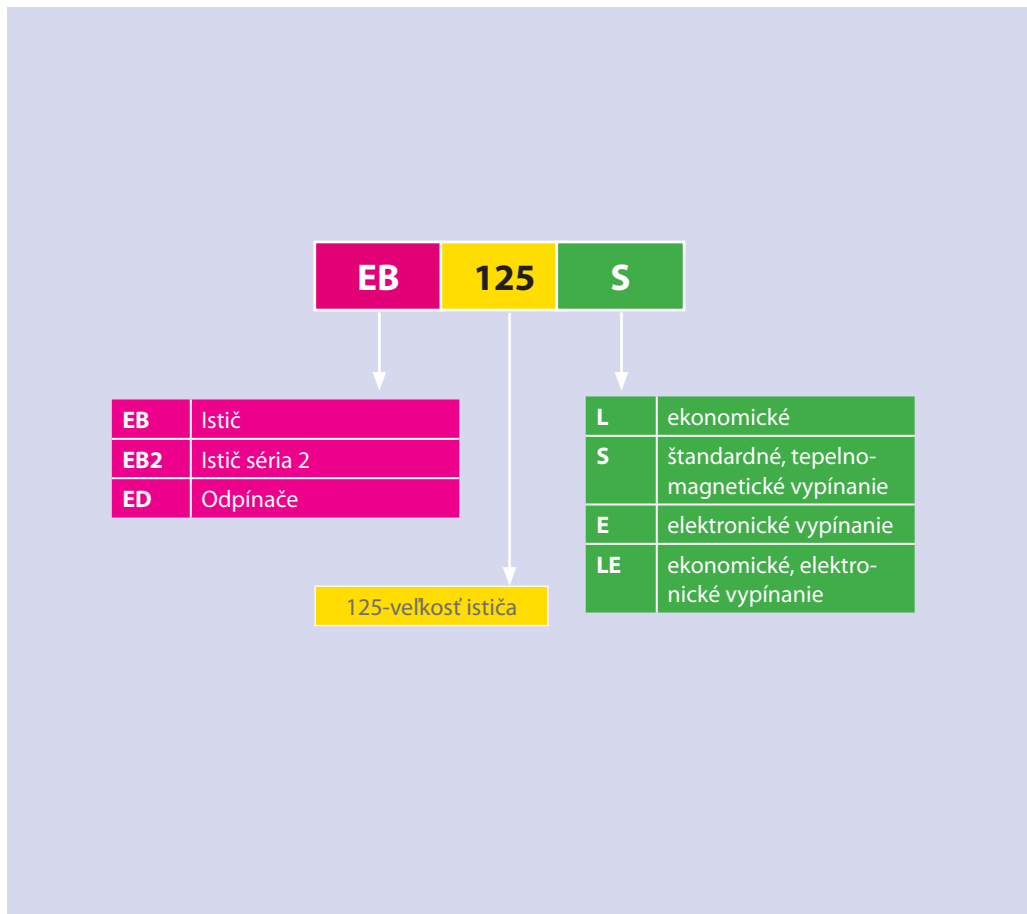 EB 125 S
EB Istič
EB2 Istič séria 2
ED Odpínače
125-veľkosť ističa
L ekonomické
S štandardné, tepelno-
magnetické vypínanie
E elektronické vypínanie
LE ekonomické, elektro-
nické vypínanie